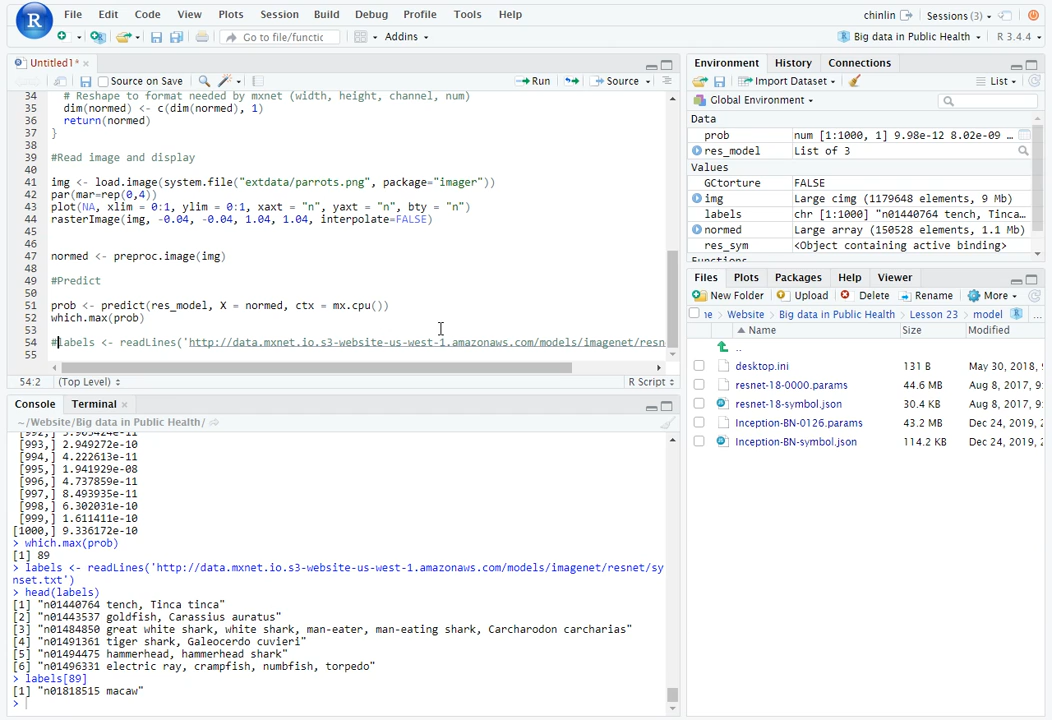 File Edit Code View Plots Session Build Debug Profile Tools Help
chinlin Sessions (3)
Go to file/functic Addins
Big data in Public Health R 3.4.4
Untitled1*
Source on Save Run Source
34 # Reshape to format needed by mxnet (width, height, channel, num)
35 dim(normed) <- c(dim(normed), 1)
36 return(normed)
37 }
38
39 #Read image and display
40
41 img <- load.image(system.file("extdata/parrots.png", package="imager"))
42 par(mar=rep(0,4))
43 plot(NA, xlim = 0:1, ylim = 0:1, xaxt = "n", yaxt = "n", bty = "n")
44 rasterImage(img, -0.04, -0.04, 1.04, 1.04, interpolate=FALSE)
45
46
47 normed <- preproc.image(img)
48
49 #Predict
50
51 prob <- predict(res_model, X = normed, ctx = mx.cpu())
52 which.max(prob)
53
54 #labels <- readLines('http://data.mxnet.io.s3-website-us-west-1.amazonaws.com/models/imagenet/resn
55
54:2 (Top Level) R Script
Console Terminal
~/Website/Big data in Public Health/
[993,] 2.949272e-10
[994,] 4.222613e-11
[995,] 1.941929e-08
[996,] 4.737859e-11
[997,] 8.493935e-11
[998,] 6.302031e-10
[999,] 1.611411e-10
[1000,] 9.336172e-10
> which.max(prob)
[1] 89
> labels <- readLines('http://data.mxnet.io.s3-website-us-west-1.amazonaws.com/models/imagenet/resnet/sy
nset.txt')
> head(labels)
[1] "n01440764 tench, Tinca tinca"
[2] "n01443537 goldfish, Carassius auratus"
[3] "n01484850 great white shark, white shark, man-eater, man-eating shark, Carcharodon carcharias"
[4] "n01491361 tiger shark, Galeocerdo cuvieri"
[5] "n01494475 hammerhead, hammerhead shark"
[6] "n01496331 electric ray, crampfish, numbfish, torpedo"
> labels[89]
[1] "n01818515 macaw"
>
Environment History Connections
Import Dataset List
Global Environment
Data
prob num [1:1000, 1] 9.98e-12 8.02e-09 …
res_model List of 3
Values
GCtorture FALSE
img Large cimg (1179648 elements, 9 Mb)
labels chr [1:1000] "n01440764 tench, Tinca…
normed Large array (150528 elements, 1.1 Mb)
res_sym <Object containing active binding>
Functions
Files Plots Packages Help Viewer
New Folder Upload Delete Rename More
me Website Big data in Public Health Lesson 23 model ...
Name Size Modified
..
desktop.ini 131 B May 30, 2018,
resnet-18-0000.params 44.6 MB Aug 8, 2017, 9:
resnet-18-symbol.json 30.4 KB Aug 8, 2017, 9:
Inception-BN-0126.params 43.2 MB Dec 24, 2019,
Inception-BN-symbol.json 114.2 KB Dec 24, 2019,